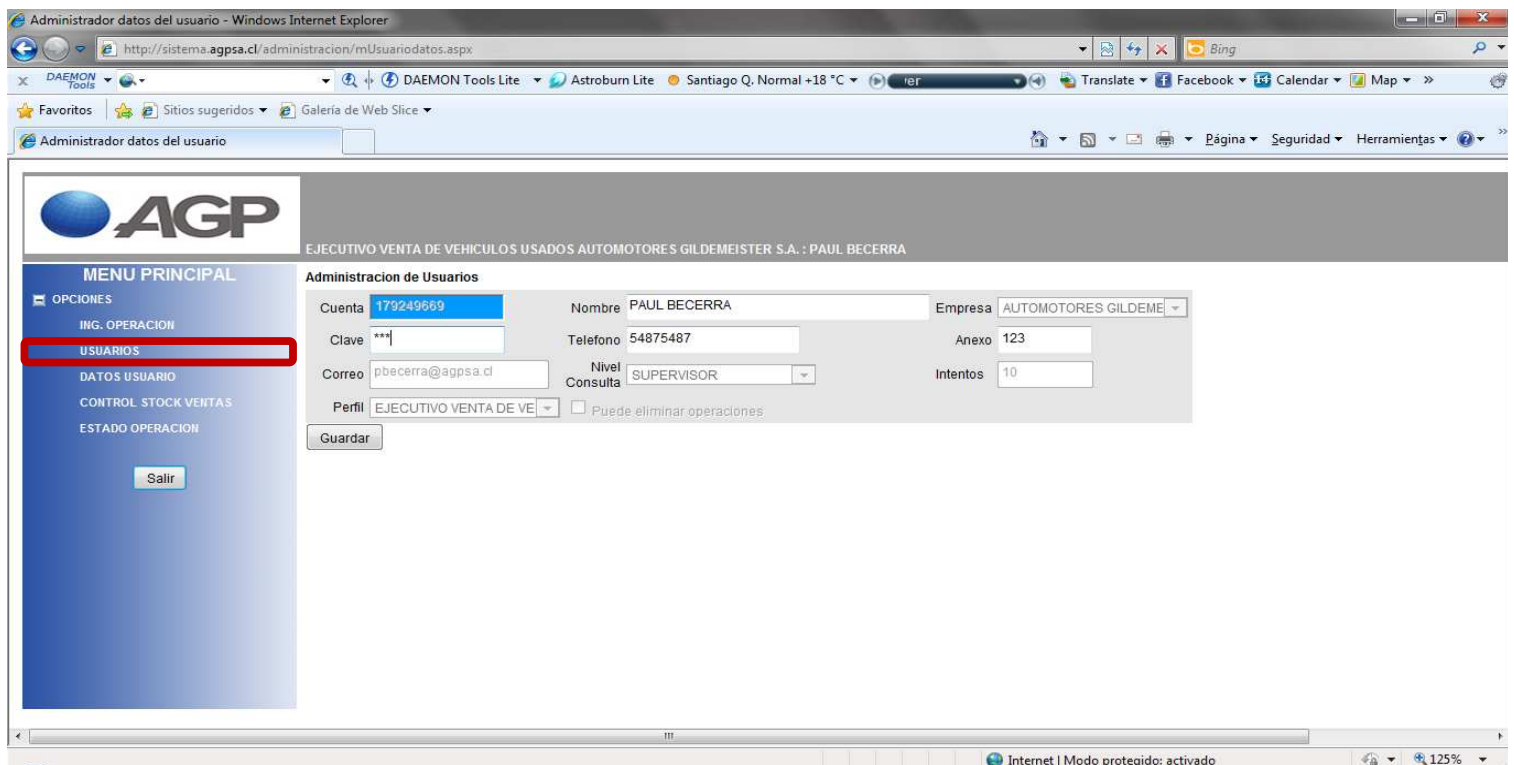 Administrador datos del usuario - Windows Internet Explorer
http://sistema.agpsa.cl/administracion/mUsuariodatos.aspx
Bing
x DAEMON Tools DAEMON Tools Lite Astroburn Lite Santiago Q. Normal +18 °C Translate Facebook 14 Calendar Map »
Favoritos Sitios sugeridos Galería de Web Slice
Administrador datos del usuario Página Seguridad Herramientas »
AGP
EJECUTIVO VENTA DE VEHICULOS USADOS AUTOMOTORES GILDEMEISTER S.A. : PAUL BECERRA
MENU PRINCIPAL
OPCIONES
ING. OPERACION
USUARIOS
DATOS USUARIO
CONTROL STOCK VENTAS
ESTADO OPERACION
Salir
Administracion de Usuarios
Cuenta 179249669 Nombre PAUL BECERRA Empresa AUTOMOTORES GILDEME
Clave *** Telefono 54875487 Anexo 123
Correo pbecerra@agpsa.cl Nivel Consulta SUPERVISOR Intentos 10
Perfil EJECUTIVO VENTA DE VE Puede eliminar operaciones
Guardar
Internet | Modo protegido: activado 125%